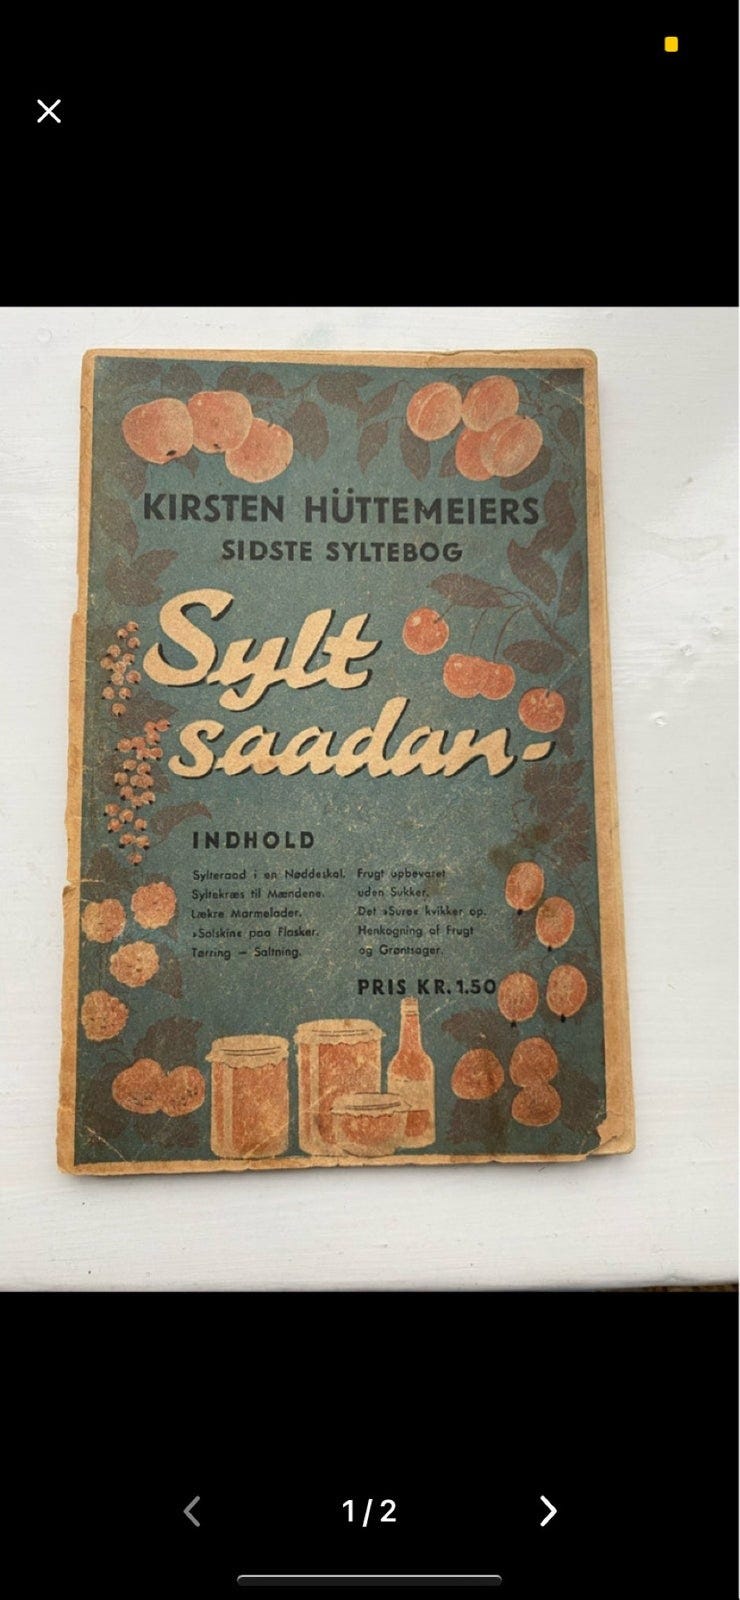 KIRSTEN HÜTTEMEIERS
SIDSTE SYLTEBOG
Sylt
saadan-
INDHOLD
Sylteraad i en Nøddeskal.
Syltekræs til Mændene.
Lækre Marmelader.
»Solskin« paa Flasker.
Tørring — Saltning.
Frugt opbevaret
uden Sukker.
Det »Sure« kvikker op.
Henkogning af Frugt
og Grøntsager.
PRIS KR. 1.50
1/2